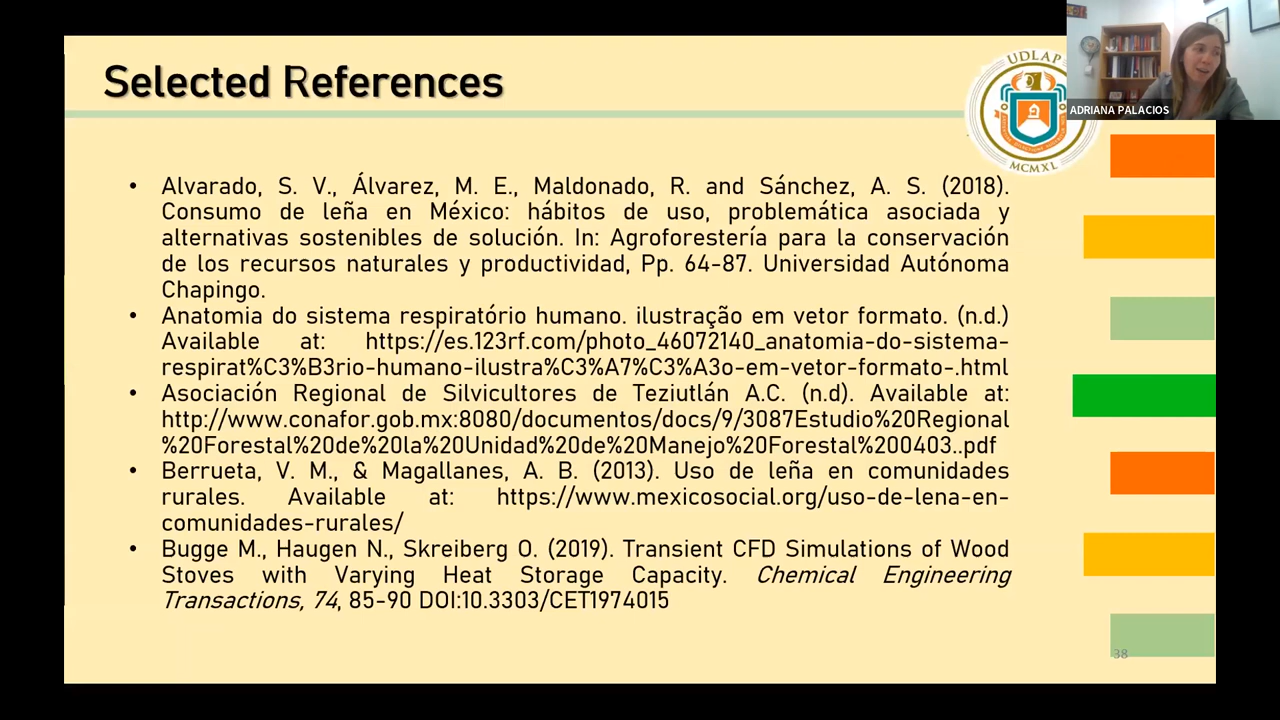 Selected References
UDLAP
MCMXL
ADRIANA PALACIOS
• Alvarado, S. V., Álvarez, M. E., Maldonado, R. and Sánchez, A. S. (2018).
Consumo de leña en México: hábitos de uso, problemática asociada y
alternativas sostenibles de solución. In: Agroforestería para la conservación
de los recursos naturales y productividad, Pp. 64-87. Universidad Autónoma
Chapingo.
• Anatomia do sistema respiratório humano. ilustração em vetor formato. (n.d.)
Available at: https://es.123rf.com/photo_46072140_anatomia-do-sistema-
respirat%C3%B3rio-humano-ilustra%C3%A7%C3%A3o-em-vetor-formato-.html
• Asociación Regional de Silvicultores de Teziutlán A.C. (n.d). Available at:
http://www.conafor.gob.mx:8080/documentos/docs/9/3087Estudio%20Regional
%20Forestal%20de%20la%20Unidad%20de%20Manejo%20Forestal%200403..pdf
• Berrueta, V. M., & Magallanes, A. B. (2013). Uso de leña en comunidades
rurales. Available at: https://www.mexicosocial.org/uso-de-lena-en-
comunidades-rurales/
• Bugge M., Haugen N., Skreiberg O. (2019). Transient CFD Simulations of Wood
Stoves with Varying Heat Storage Capacity. Chemical Engineering
Transactions, 74, 85-90 DOI:10.3303/CET1974015
38